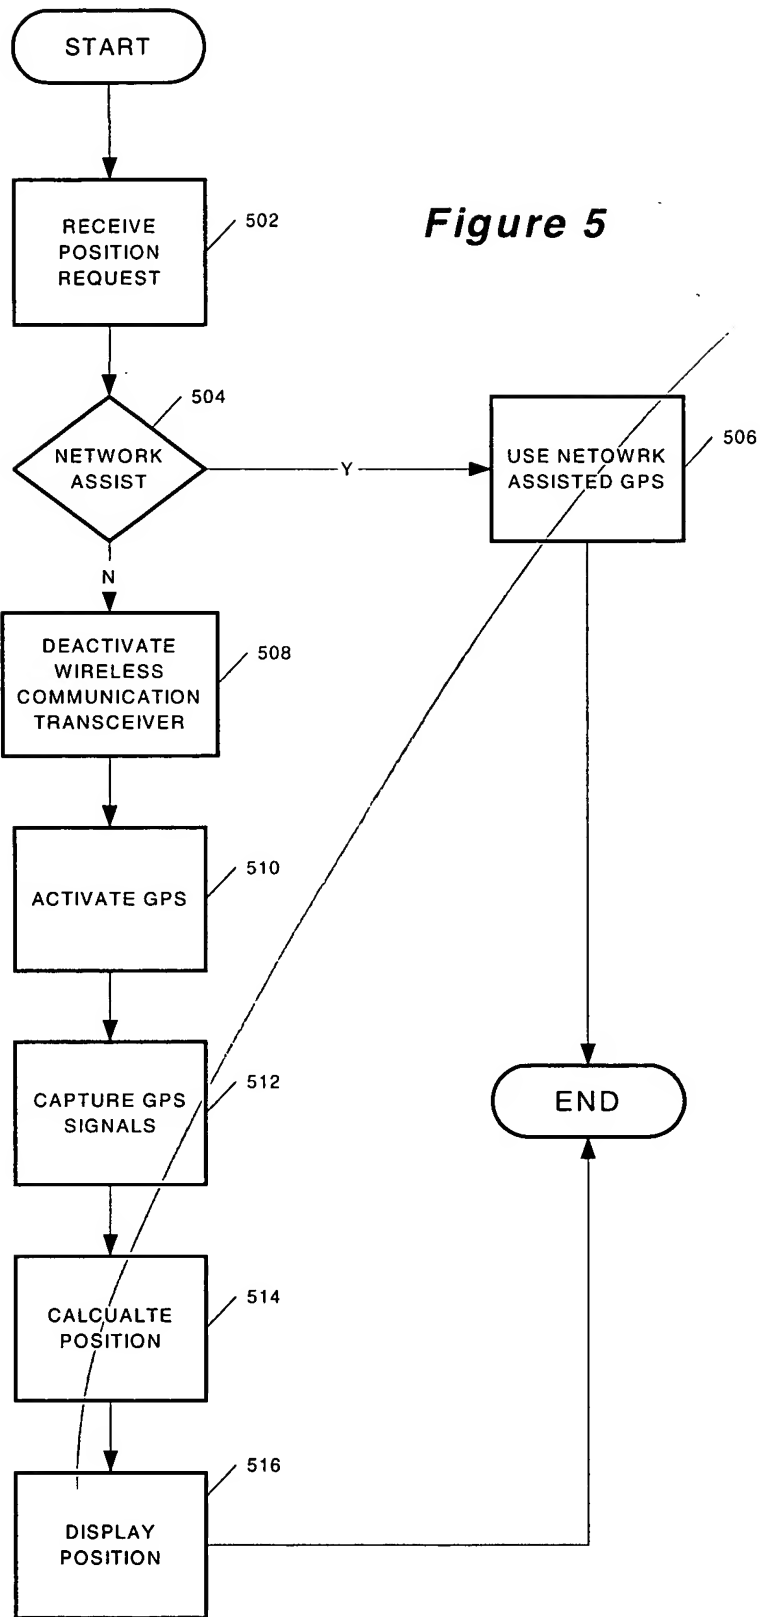 START
Figure 5
RECEIVE
POSITION
REQUEST
502
504
NETWORK
ASSIST
Y
USE NETOWRK
ASSISTED GPS
506
N
DEACTIVATE
WIRELESS
COMMUNICATION
TRANSCEIVER
508
ACTIVATE GPS
510
CAPTURE GPS
SIGNALS
512
END
CALCUALTE
POSITION
514
DISPLAY
POSITION
516